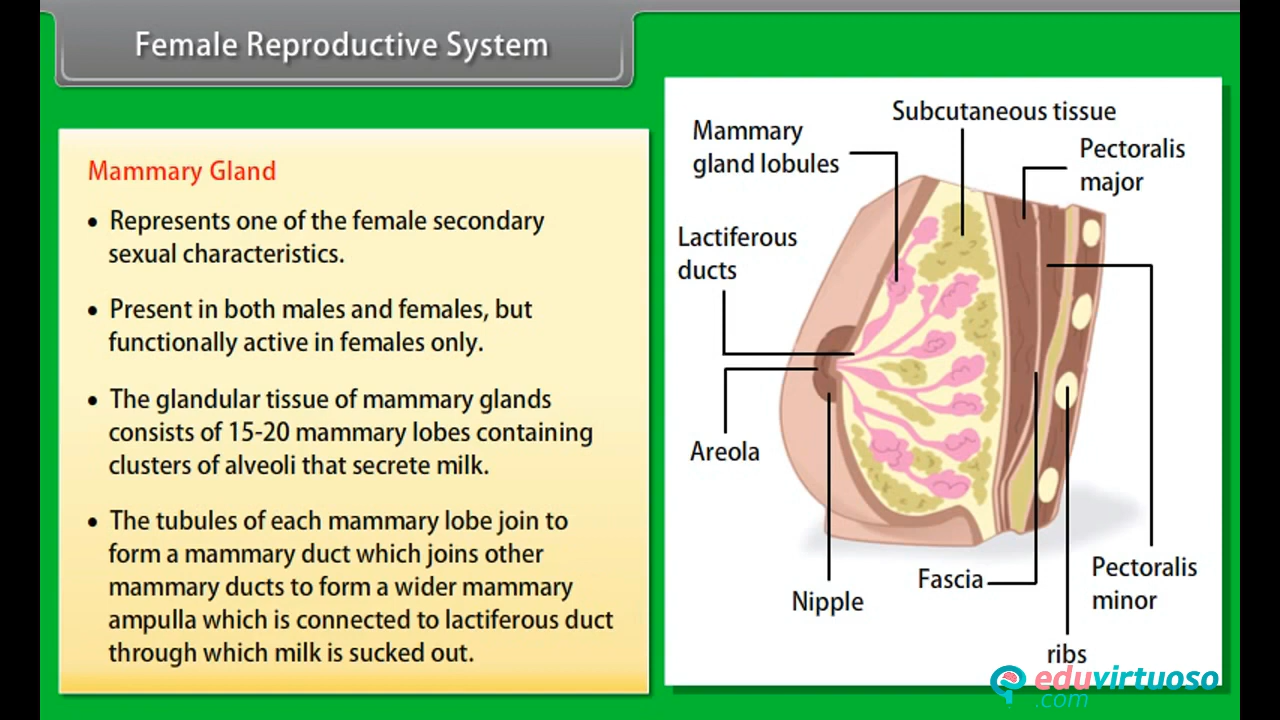 Female Reproductive System
Mammary Gland
• Represents one of the female secondary
sexual characteristics.
• Present in both males and females, but
functionally active in females only.
• The glandular tissue of mammary glands
consists of 15-20 mammary lobes containing
clusters of alveoli that secrete milk.
• The tubules of each mammary lobe join to
form a mammary duct which joins other
mammary ducts to form a wider mammary
ampulla which is connected to lactiferous duct
through which milk is sucked out.
Subcutaneous tissue
Mammary
gland lobules
Pectoralis
major
Lactiferous
ducts
Areola
Nipple
Fascia
Pectoralis
minor
ribs
eduvirtuoso
.com